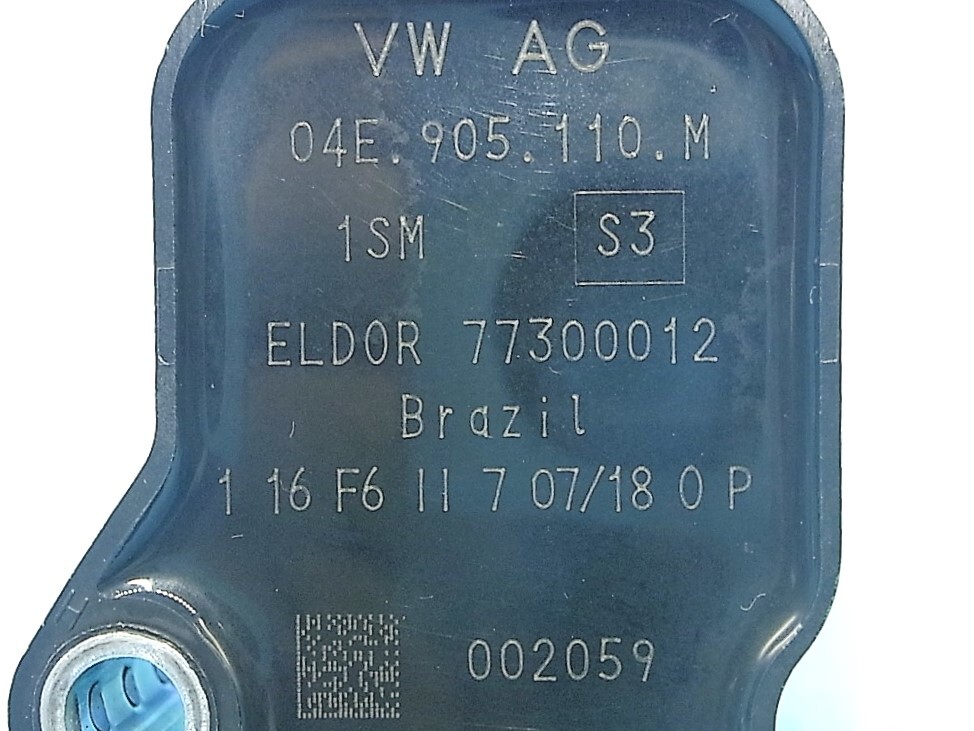 VW AG
04E.905.110.M
1SM S3
ELDOR 77300012
Brazil
1 16 F6 II 7 07/18 0 P
002059